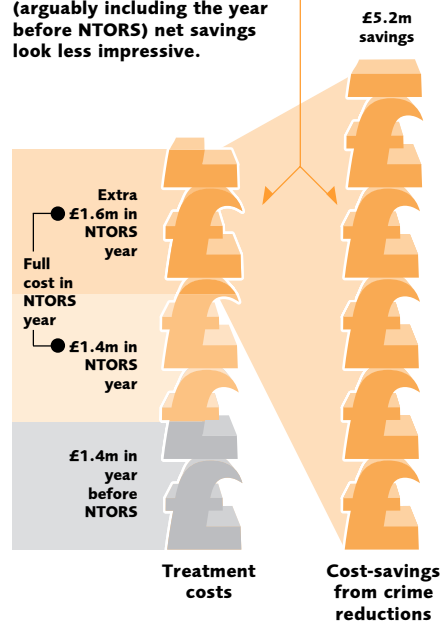 (arguably including the year
before NTORS) net savings
look less impressive.
£5.2m
savings
Extra
£1.6m in
NTORS
year
Full
cost in
NTORS
year
£1.4m in
NTORS
year
£1.4m in
year
before
NTORS
Treatment
costs
Cost-savings
from crime
reductions